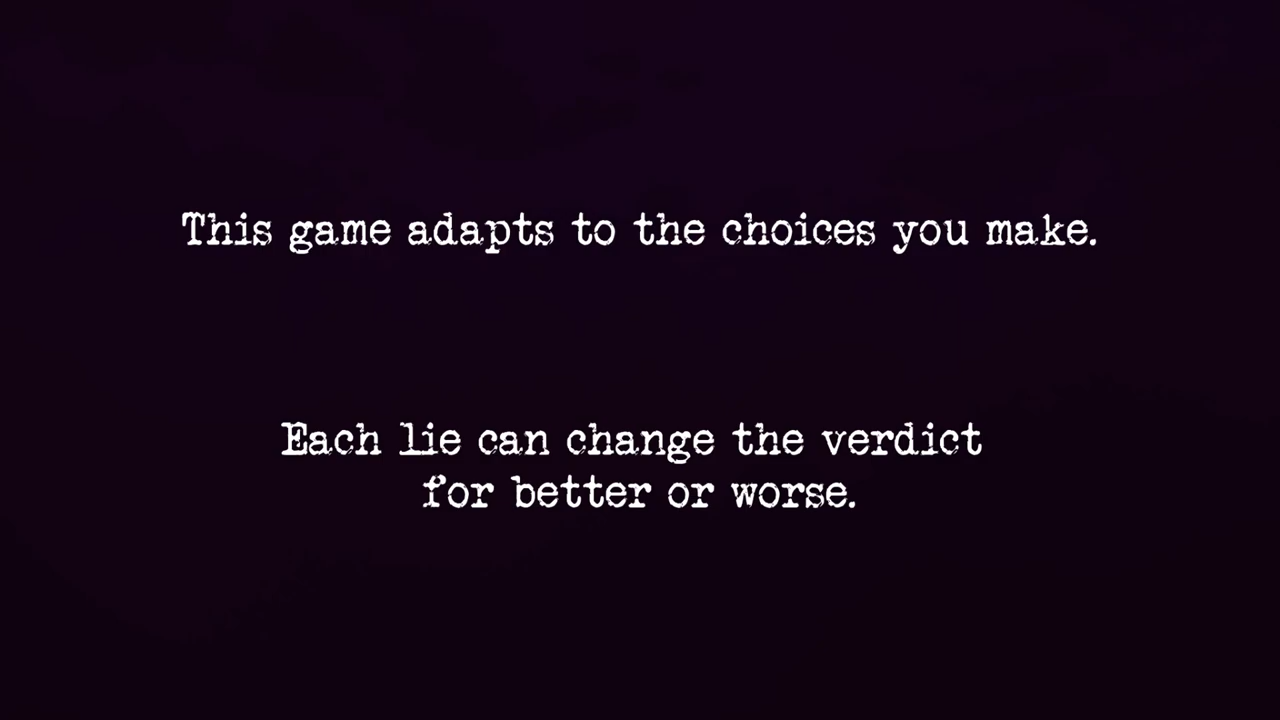 This game adapts to the choices you make.
Each lie can change the verdict
for better or worse.